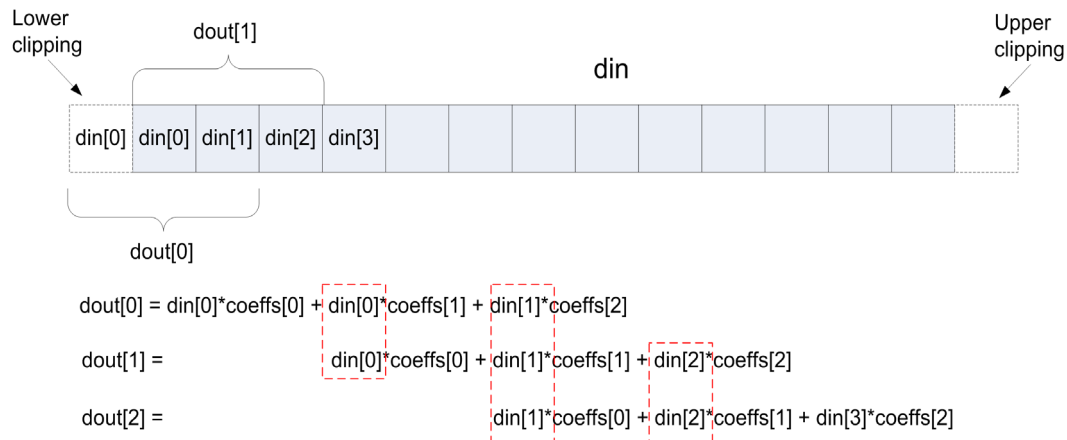 Lower
clipping
dout[1]
din
Upper
clipping
din[0] din[0] din[1] din[2] din[3]
dout[0]
dout[0] = din[0]*coeffs[0] + din[0]*coeffs[1] + din[1]*coeffs[2]
dout[1] = din[0]*coeffs[0] + din[1]*coeffs[1] + din[2]*coeffs[2]
dout[2] = din[1]*coeffs[0] + din[2]*coeffs[1] + din[3]*coeffs[2]